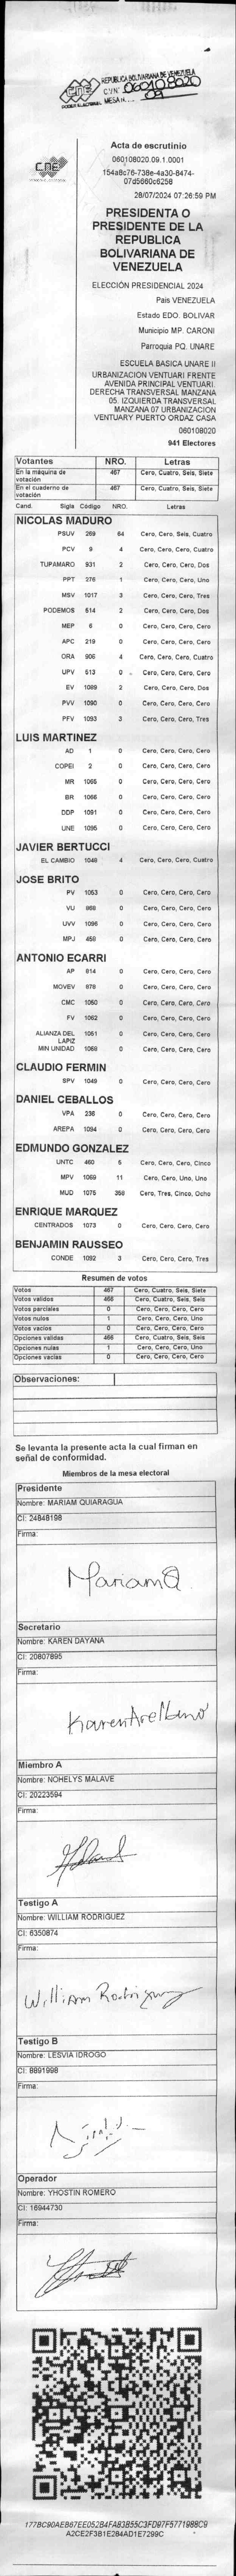 CNE
PODER ELECTORAL
REPUBLICA BOLIVARIANA DE VENEZUELA
C.V.Nº 060108020
MESA N 09
CNE
Acta de escrutinio
060108020.09.1.0001
154a8c76-738e-4a30-8474-
07d5660c6258
28/07/2024 07:26:59 PM
PRESIDENTA O
PRESIDENTE DE LA
REPUBLICA
BOLIVARIANA DE
VENEZUELA
ELECCIÓN PRESIDENCIAL 2024
Pais VENEZUELA
Estado EDO. BOLIVAR
Municipio MP. CARONI
Parroquia PQ. UNARE
ESCUELA BASICA UNARE II
URBANIZACION VENTUARI FRENTE
AVENIDA PRINCIPAL VENTUARI.
DERECHA TRANSVERSAL MANZANA
05. IZQUIERDA TRANSVERSAL
MANZANA 07 URBANIZACION
VENTUARY PUERTO ORDAZ CASA
060108020
941 Electores
Votantes NRO. Letras
En la máquina de votación 467 Cero, Cuatro, Seis, Siete
En el cuaderno de votación 467 Cero, Cuatro, Seis, Siete
Cand. Sigla Código NRO. Letras
NICOLAS MADURO
PSUV 269 64 Cero, Cero, Seis, Cuatro
PCV 9 4 Cero, Cero, Cero, Cuatro
TUPAMARO 931 2 Cero, Cero, Cero, Dos
PPT 276 1 Cero, Cero, Cero, Uno
MSV 1017 3 Cero, Cero, Cero, Tres
PODEMOS 514 2 Cero, Cero, Cero, Dos
MEP 6 0 Cero, Cero, Cero, Cero
APC 219 0 Cero, Cero, Cero, Cero
ORA 906 4 Cero, Cero, Cero, Cuatro
UPV 513 0 Cero, Cero, Cero, Cero
EV 1089 2 Cero, Cero, Cero, Dos
PVV 1090 0 Cero, Cero, Cero, Cero
PFV 1093 3 Cero, Cero, Cero, Tres
LUIS MARTINEZ
AD 1 0 Cero, Cero, Cero, Cero
COPEI 2 0 Cero, Cero, Cero, Cero
MR 1065 0 Cero, Cero, Cero, Cero
BR 1066 0 Cero, Cero, Cero, Cero
DDP 1091 0 Cero, Cero, Cero, Cero
UNE 1095 0 Cero, Cero, Cero, Cero
JAVIER BERTUCCI
EL CAMBIO 1048 4 Cero, Cero, Cero, Cuatro
JOSE BRITO
PV 1053 0 Cero, Cero, Cero, Cero
VU 868 0 Cero, Cero, Cero, Cero
UVV 1096 0 Cero, Cero, Cero, Cero
MPJ 458 0 Cero, Cero, Cero, Cero
ANTONIO ECARRI
AP 814 0 Cero, Cero, Cero, Cero
MOVEV 878 0 Cero, Cero, Cero, Cero
CMC 1050 0 Cero, Cero, Cero, Cero
FV 1062 0 Cero, Cero, Cero, Cero
ALIANZA DEL LAPIZ 1051 0 Cero, Cero, Cero, Cero
MIN UNIDAD 1068 0 Cero, Cero, Cero, Cero
CLAUDIO FERMIN
SPV 1049 0 Cero, Cero, Cero, Cero
DANIEL CEBALLOS
VPA 236 0 Cero, Cero, Cero, Cero
AREPA 1084 0 Cero, Cero, Cero, Cero
EDMUNDO GONZALEZ
UNTC 460 5 Cero, Cero, Cero, Cinco
MPV 1069 11 Cero, Cero, Uno, Uno
MUD 1075 358 Cero, Tres, Cinco, Ocho
ENRIQUE MARQUEZ
CENTRADOS 1073 0 Cero, Cero, Cero, Cero
BENJAMIN RAUSSEO
CONDE 1092 3 Cero, Cero, Cero, Tres
Resumen de votos
Votos 467 Cero, Cuatro, Seis, Siete
Votos validos 466 Cero, Cuatro, Seis, Seis
Votos parciales 0 Cero, Cero, Cero, Cero
Votos nulos 1 Cero, Cero, Cero, Uno
Votos vacios 0 Cero, Cero, Cero, Cero
Opciones validas 466 Cero, Cuatro, Seis, Seis
Opciones nulas 1 Cero, Cero, Cero, Uno
Opciones vacias 0 Cero, Cero, Cero, Cero
Observaciones:
Se levanta la presente acta la cual firman en
señal de conformidad.
Miembros de la mesa electoral
Presidente
Nombre: MARIAM QUIARAGUA
CI: 24848198
Firma:
Mariam Q
Secretario
Nombre: KAREN DAYANA
CI: 20807895
Firma:
Karen Arellano
Miembro A
Nombre: NOHELYS MALAVE
CI: 20223594
Firma:
Testigo A
Nombre: WILLIAM RODRIGUEZ
CI: 6350874
Firma:
William Rodriguez
Testigo B
Nombre: LESVIA IDROGO
CI: 8891998
Firma:
Operador
Nombre: YHOSTIN ROMERO
CI: 16944730
Firma:
177BC90AEB67EE052B4FA83B55C3FD97F5771988C9
A2CE2F3B1E284AD1E7299C